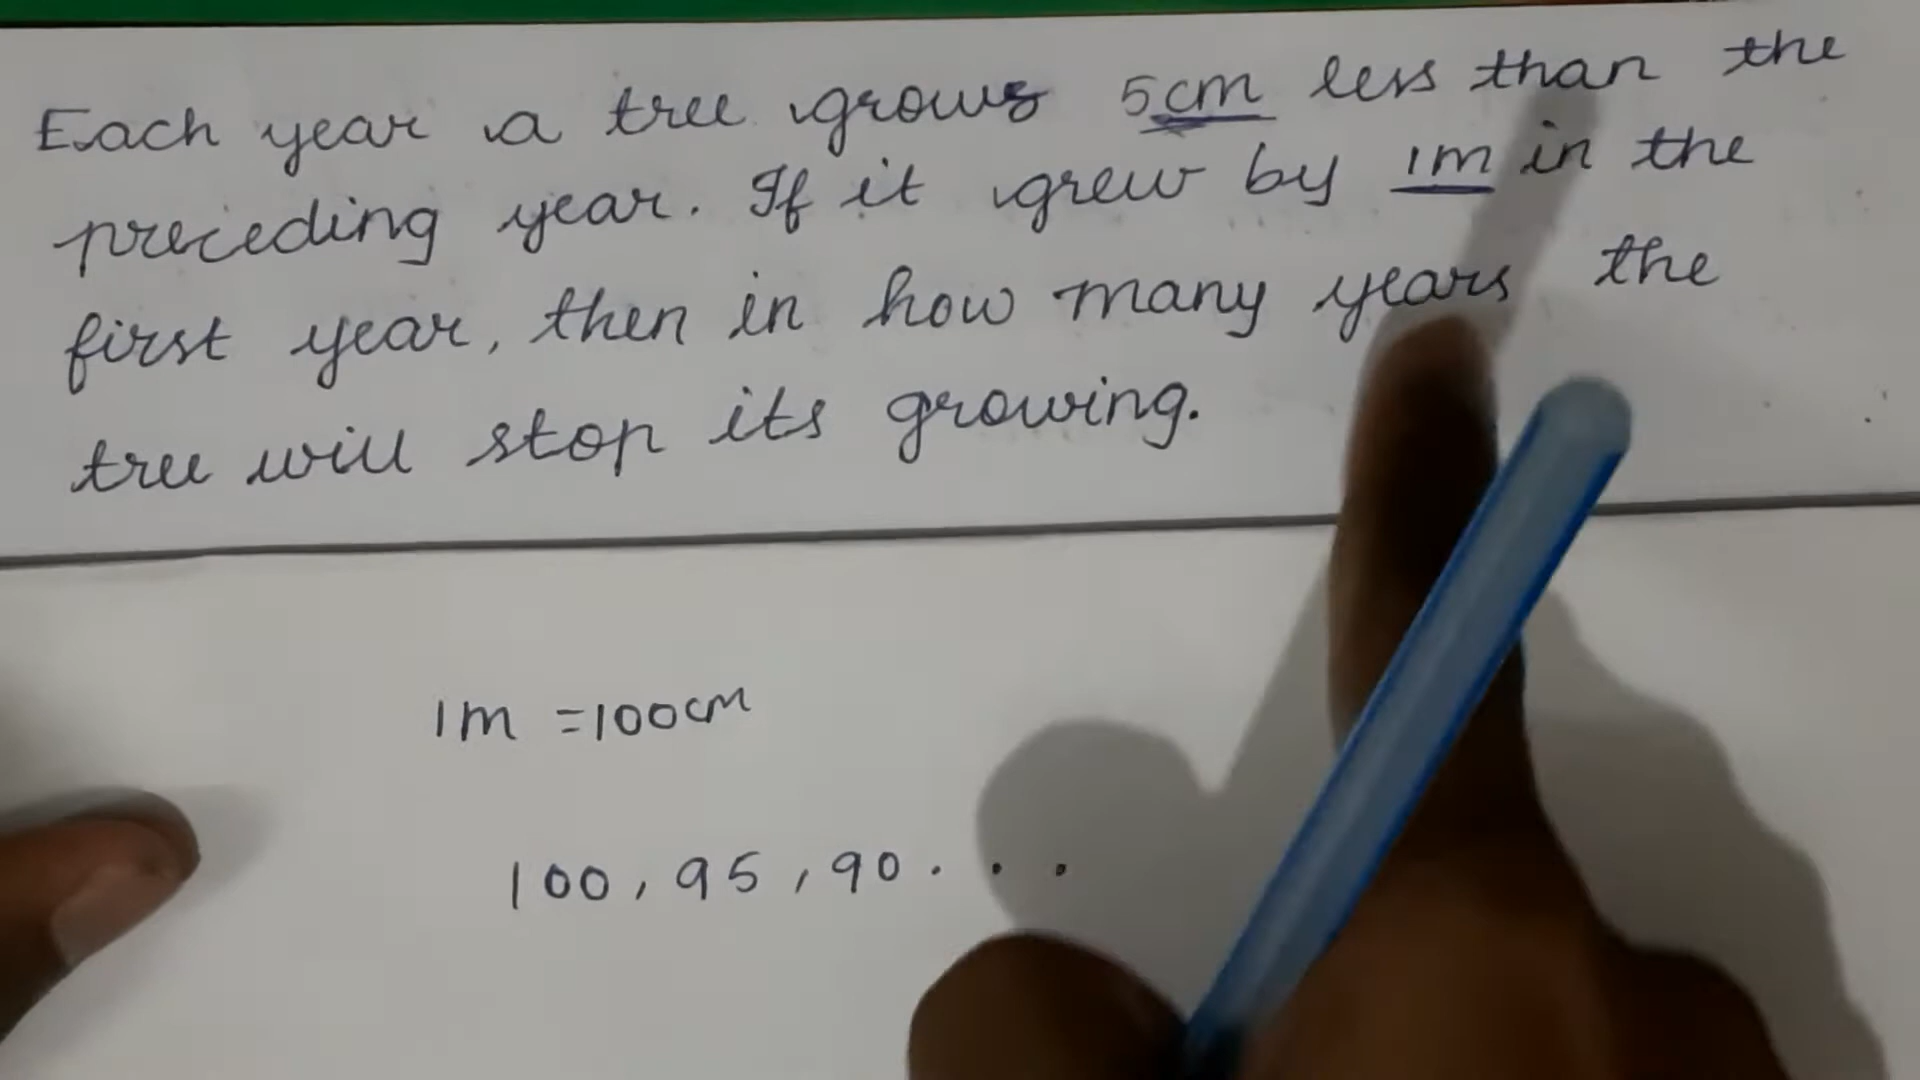 Each year a tree grows 5cm less than the
preceding year. If it grew by 1m in the
first year, then in how many years the
tree will stop its growing.
1m =100cm
100, 95, 90 . . .